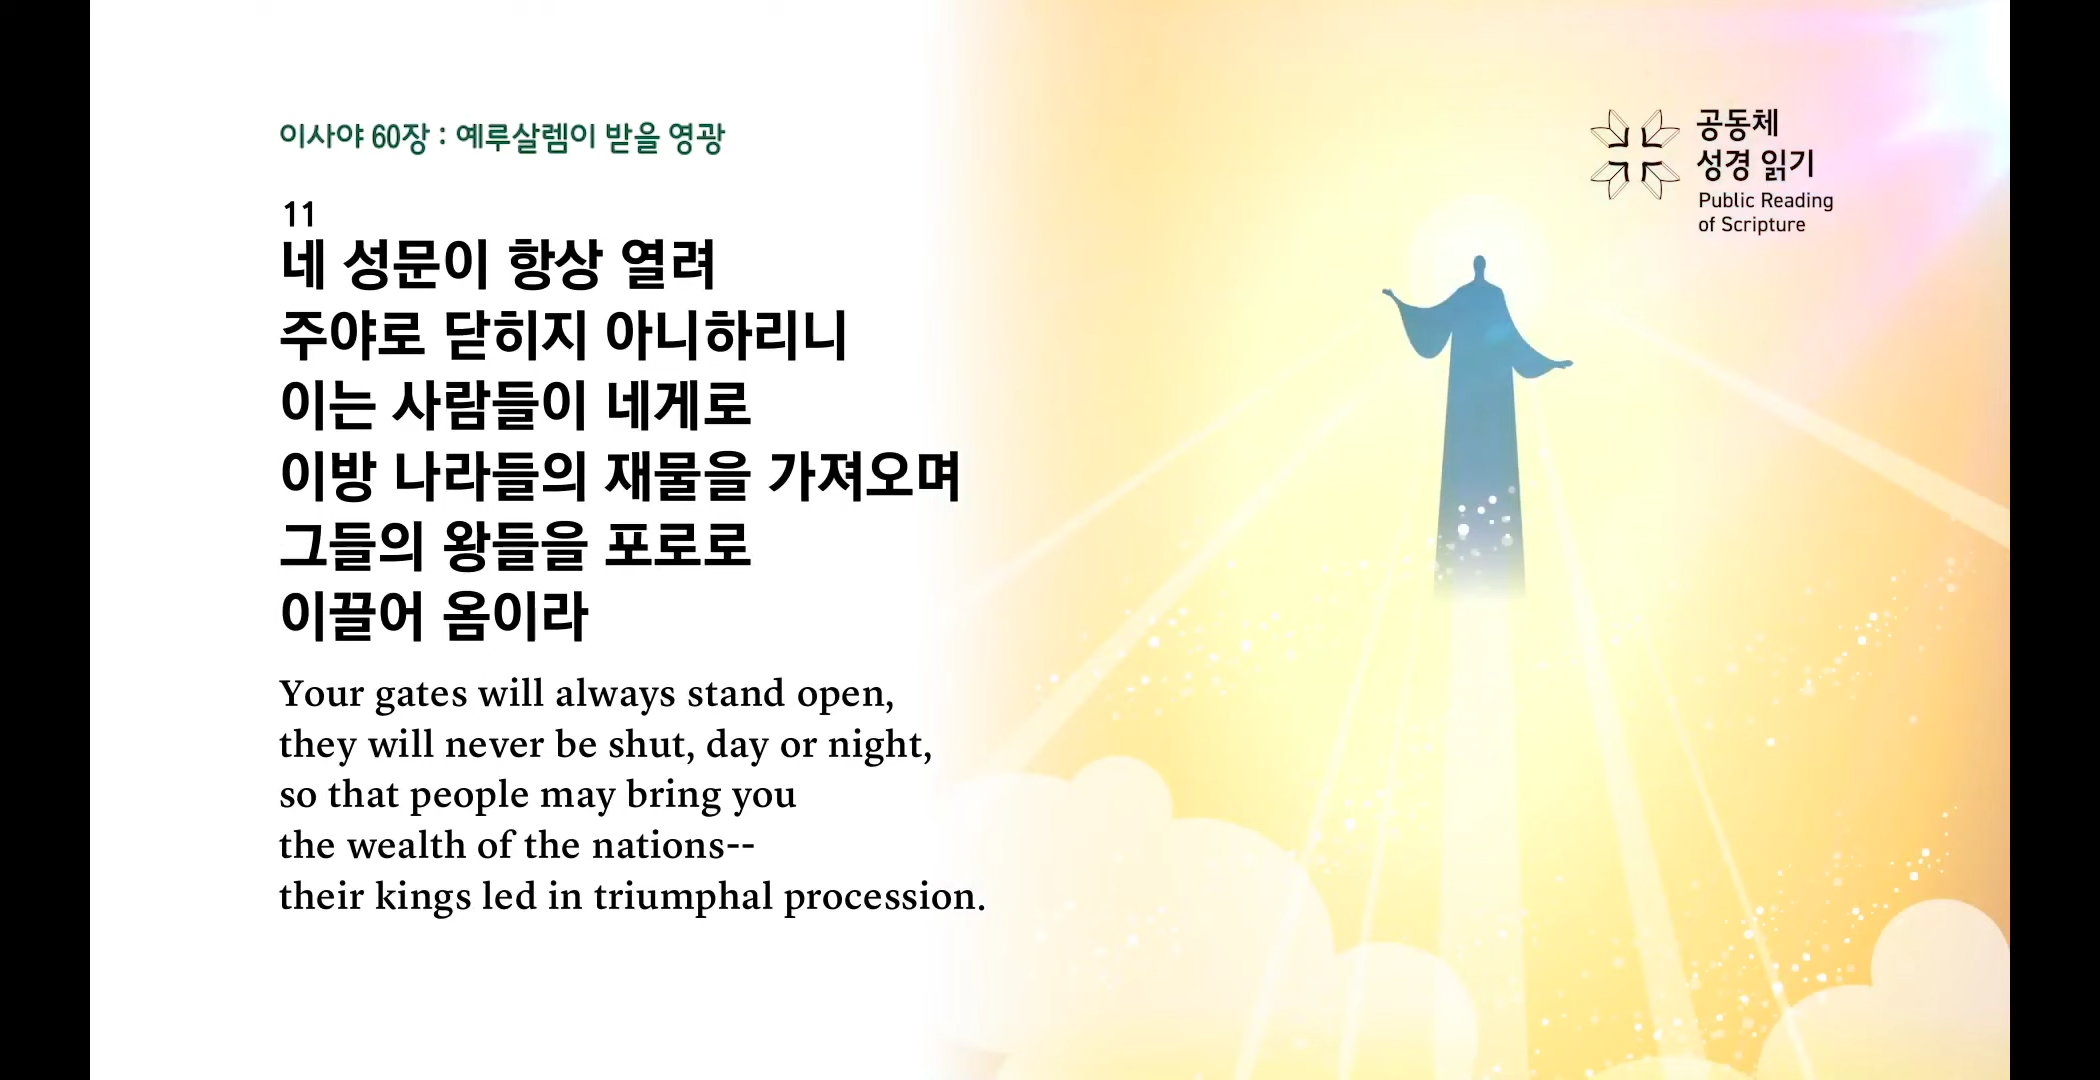 이사야 60장 : 예루살렘이 받을 영광
11
네 성문이 항상 열려
주야로 닫히지 아니하리니
이는 사람들이 네게로
이방 나라들의 재물을 가져오며
그들의 왕들을 포로로
이끌어 옴이라
Your gates will always stand open,
they will never be shut, day or night,
so that people may bring you
the wealth of the nations--
their kings led in triumphal procession.
공동체
성경 읽기
Public Reading
of Scripture